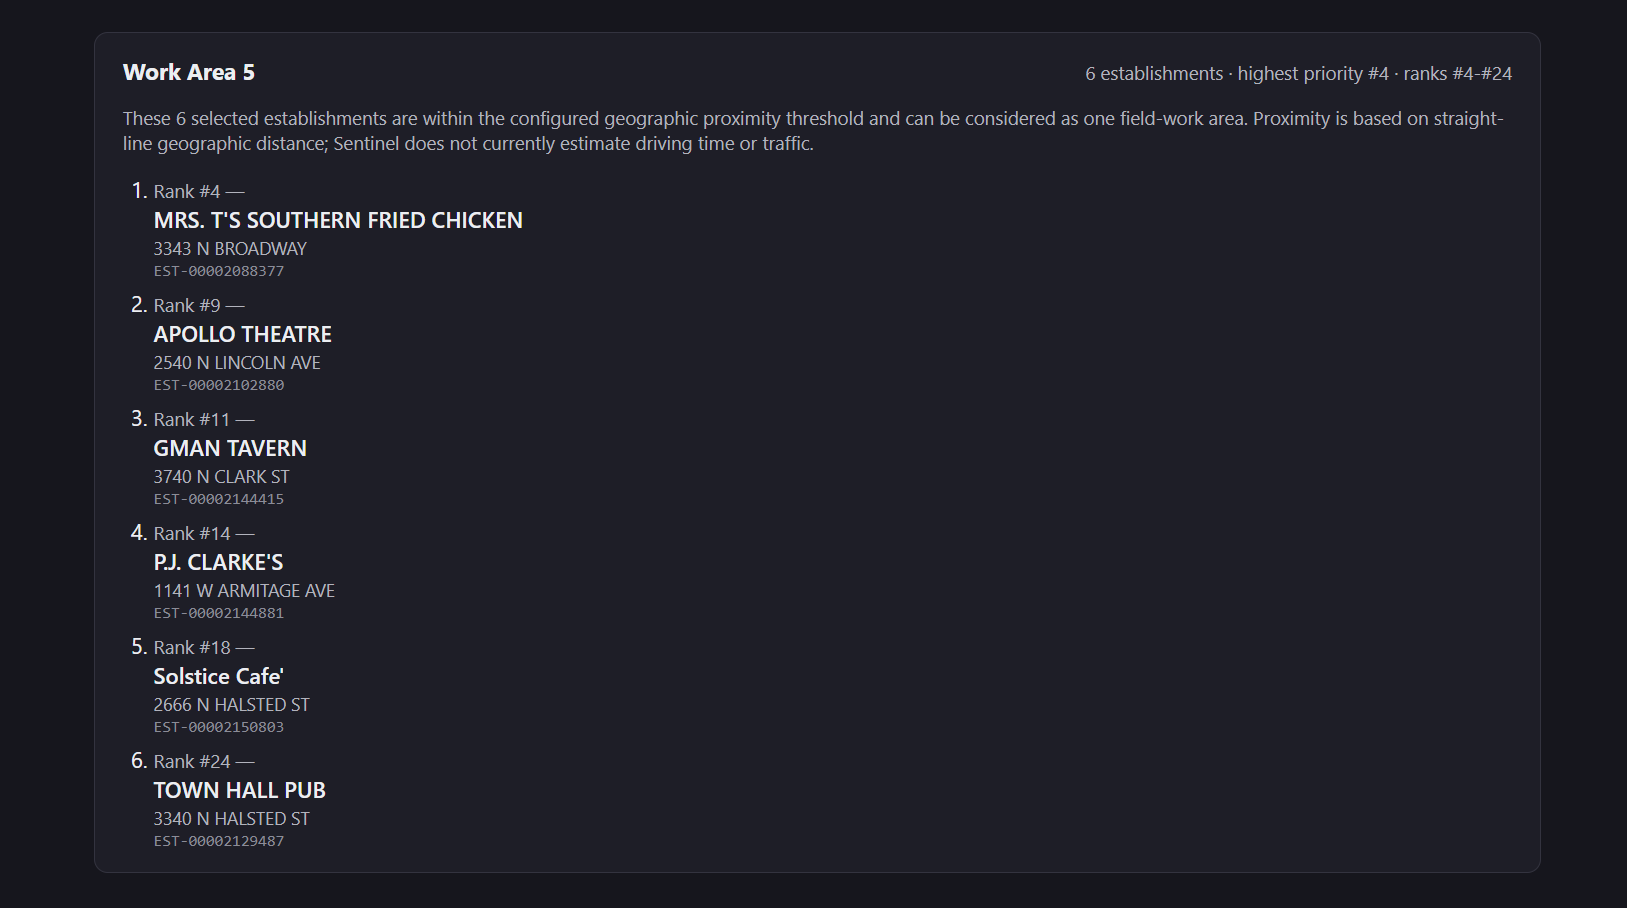 Work Area 5
6 establishments · highest priority #4 · ranks #4-#24
These 6 selected establishments are within the configured geographic proximity threshold and can be considered as one field-work area. Proximity is based on straight-
line geographic distance; Sentinel does not currently estimate driving time or traffic.
1. Rank #4 —
MRS. T'S SOUTHERN FRIED CHICKEN
3343 N BROADWAY
EST-00002088377
2. Rank #9 —
APOLLO THEATRE
2540 N LINCOLN AVE
EST-00002102880
3. Rank #11 —
GMAN TAVERN
3740 N CLARK ST
EST-00002144415
4. Rank #14 —
P.J. CLARKE'S
1141 W ARMITAGE AVE
EST-00002144881
5. Rank #18 —
Solstice Cafe'
2666 N HALSTED ST
EST-00002150803
6. Rank #24 —
TOWN HALL PUB
3340 N HALSTED ST
EST-00002129487